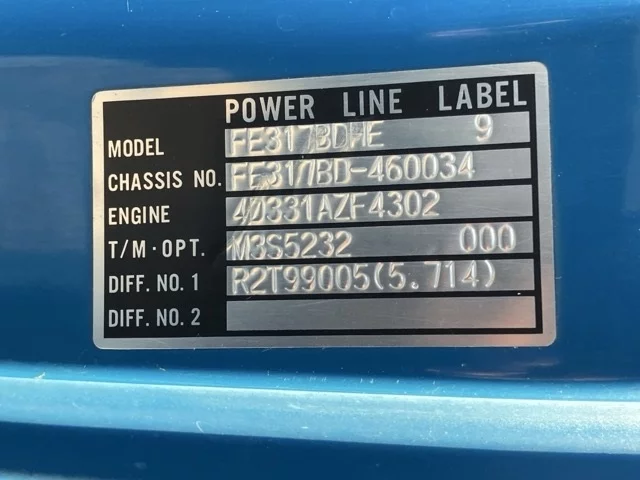 POWER LINE LABEL
MODEL FE317BDHE 9
CHASSIS NO. FE317BD-460034
ENGINE 4D331AZF4302
T/M·OPT. M3S5232 000
DIFF. NO. 1 R2T99005(5.714)
DIFF. NO. 2